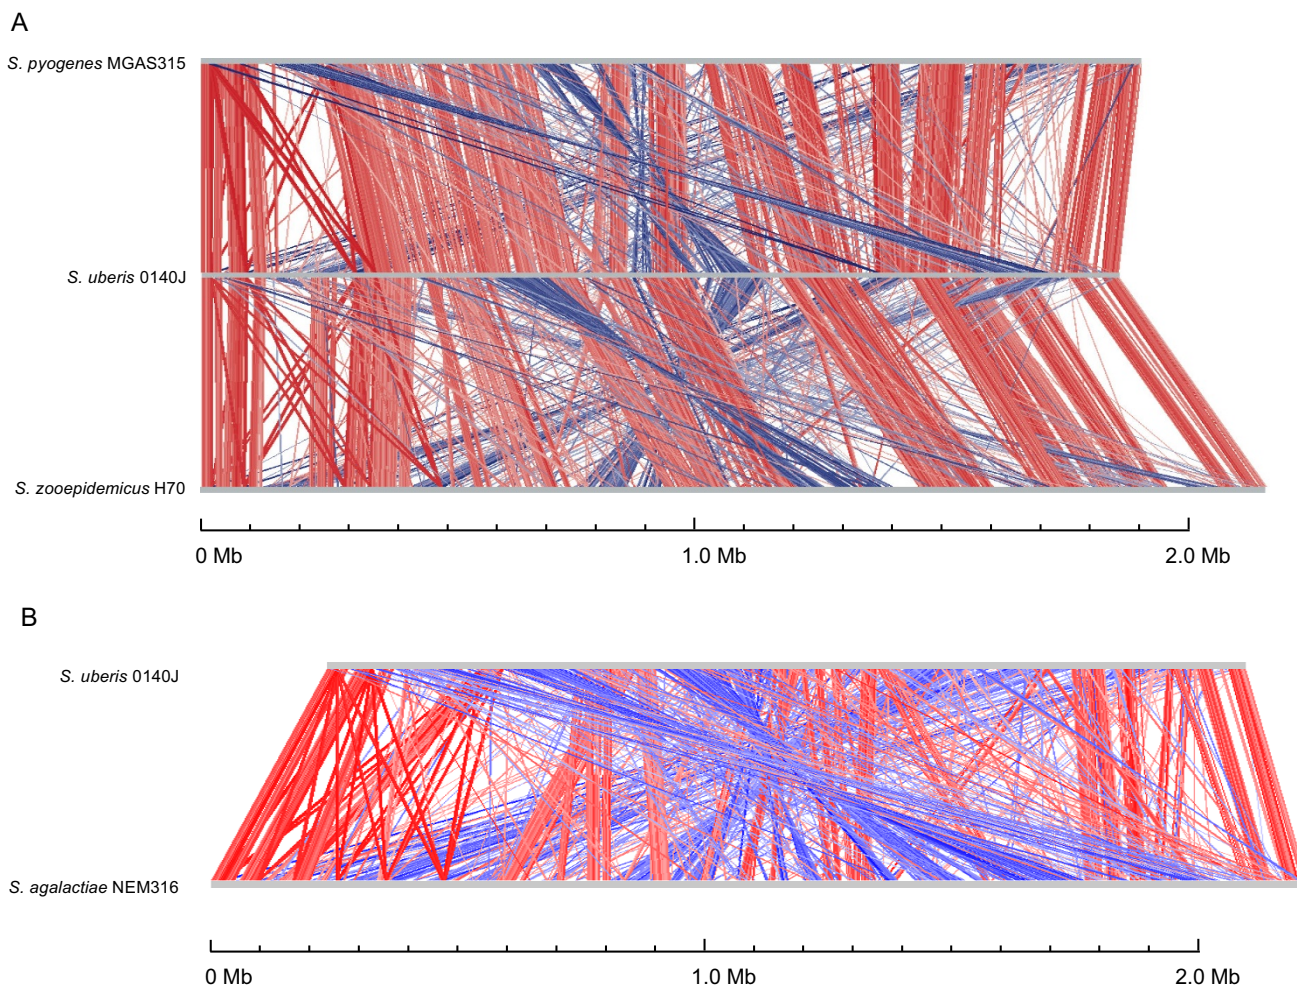 A
S. pyogenes MGAS315
S. uberis 0140J
S. zooepidemicus H70
0 Mb 1.0 Mb 2.0 Mb
B
S. uberis 0140J
S. agalactiae NEM316
0 Mb 1.0 Mb 2.0 Mb